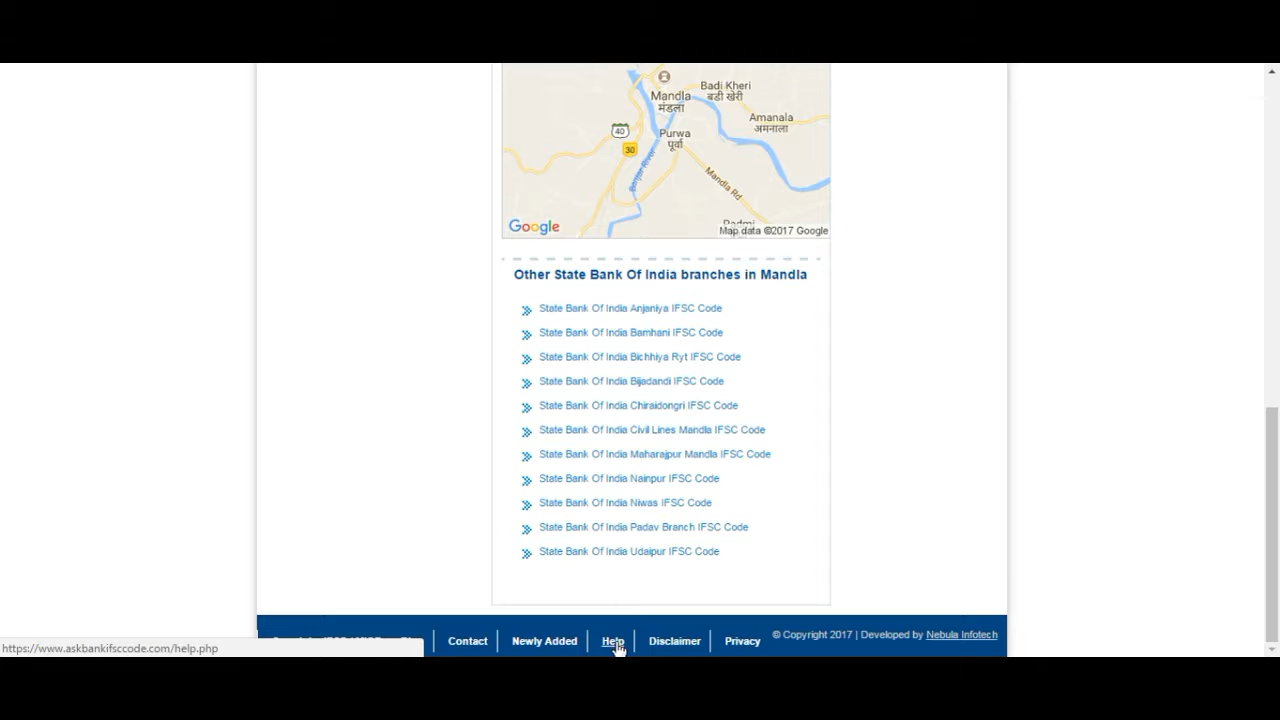 Badi Kheri
बडी खेरी
Mandla
मंडला
Amanala
अमनाला
40
Purwa
पूर्वा
30
Banjar River
Mandla Rd
Padmi
Google
Map data ©2017 Google
Other State Bank Of India branches in Mandla
State Bank Of India Anjaniya IFSC Code
State Bank Of India Bamhani IFSC Code
State Bank Of India Bichhiya Ryt IFSC Code
State Bank Of India Bijadandi IFSC Code
State Bank Of India Chiraidongri IFSC Code
State Bank Of India Civil Lines Mandla IFSC Code
State Bank Of India Maharajpur Mandla IFSC Code
State Bank Of India Nainpur IFSC Code
State Bank Of India Niwas IFSC Code
State Bank Of India Padav Branch IFSC Code
State Bank Of India Udaipur IFSC Code
Contact Newly Added Help Disclaimer Privacy © Copyright 2017 | Developed by Nebula Infotech
https://www.askbankifsccode.com/help.php